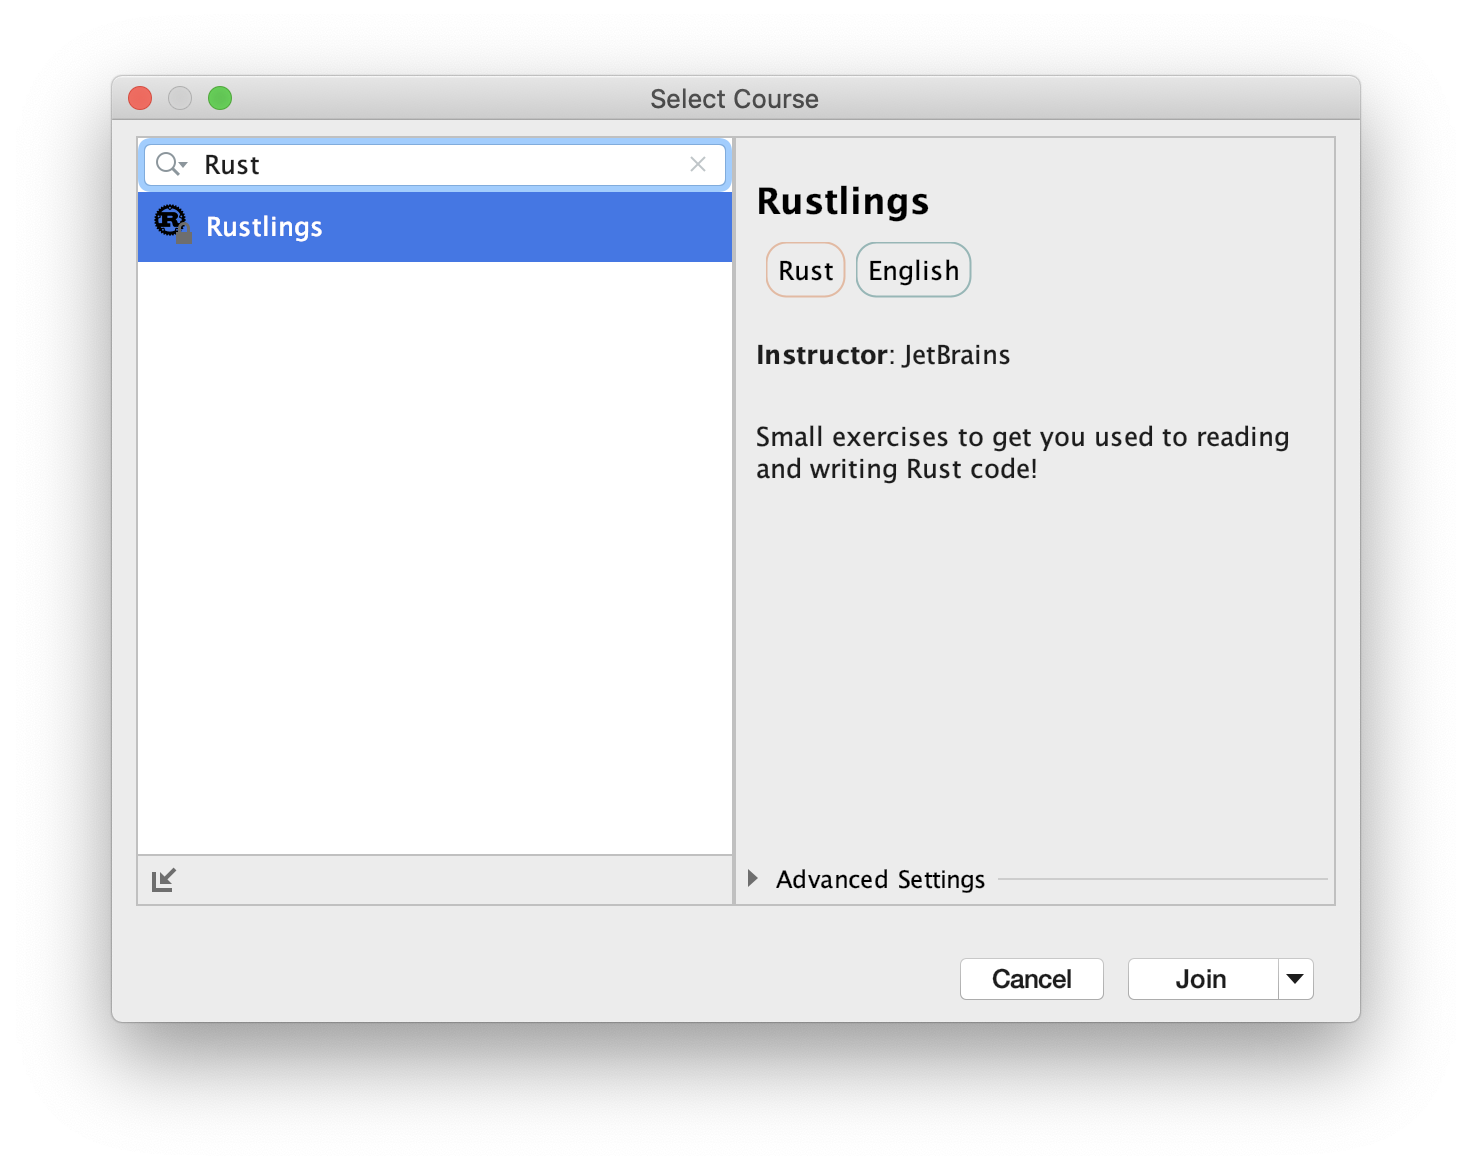 Select Course
Rust
Rustlings
Rustlings
Rust English
Instructor: JetBrains
Small exercises to get you used to reading
and writing Rust code!
Advanced Settings
Cancel Join